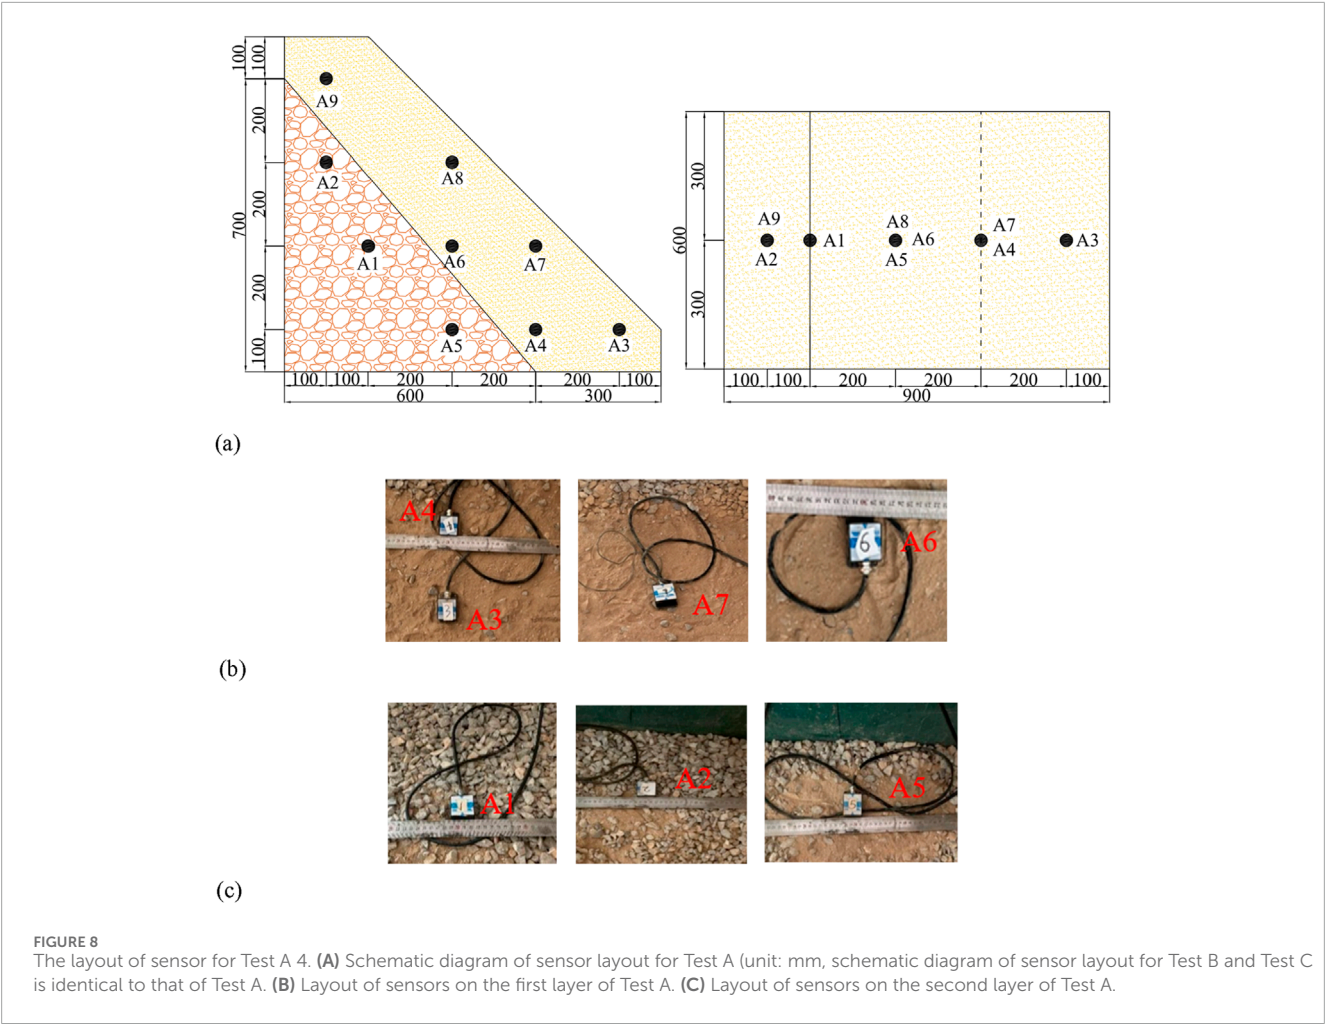 100
100
200
200
200
100
700
A9
A2
A8
A1
A6
A7
A5
A4
A3
100 100 200 200 200 100
600 300
300
300
600
A9
A2
A1
A8
A6
A5
A7
A4
A3
100 100 200 200 200 100
900
(a)
A4
4
3
A3
A7
6
A6
(b)
1
A1
2
A2
5
A5
(c)
FIGURE 8
The layout of sensor for Test A 4. (A) Schematic diagram of sensor layout for Test A (unit: mm, schematic diagram of sensor layout for Test B and Test C
is identical to that of Test A. (B) Layout of sensors on the first layer of Test A. (C) Layout of sensors on the second layer of Test A.